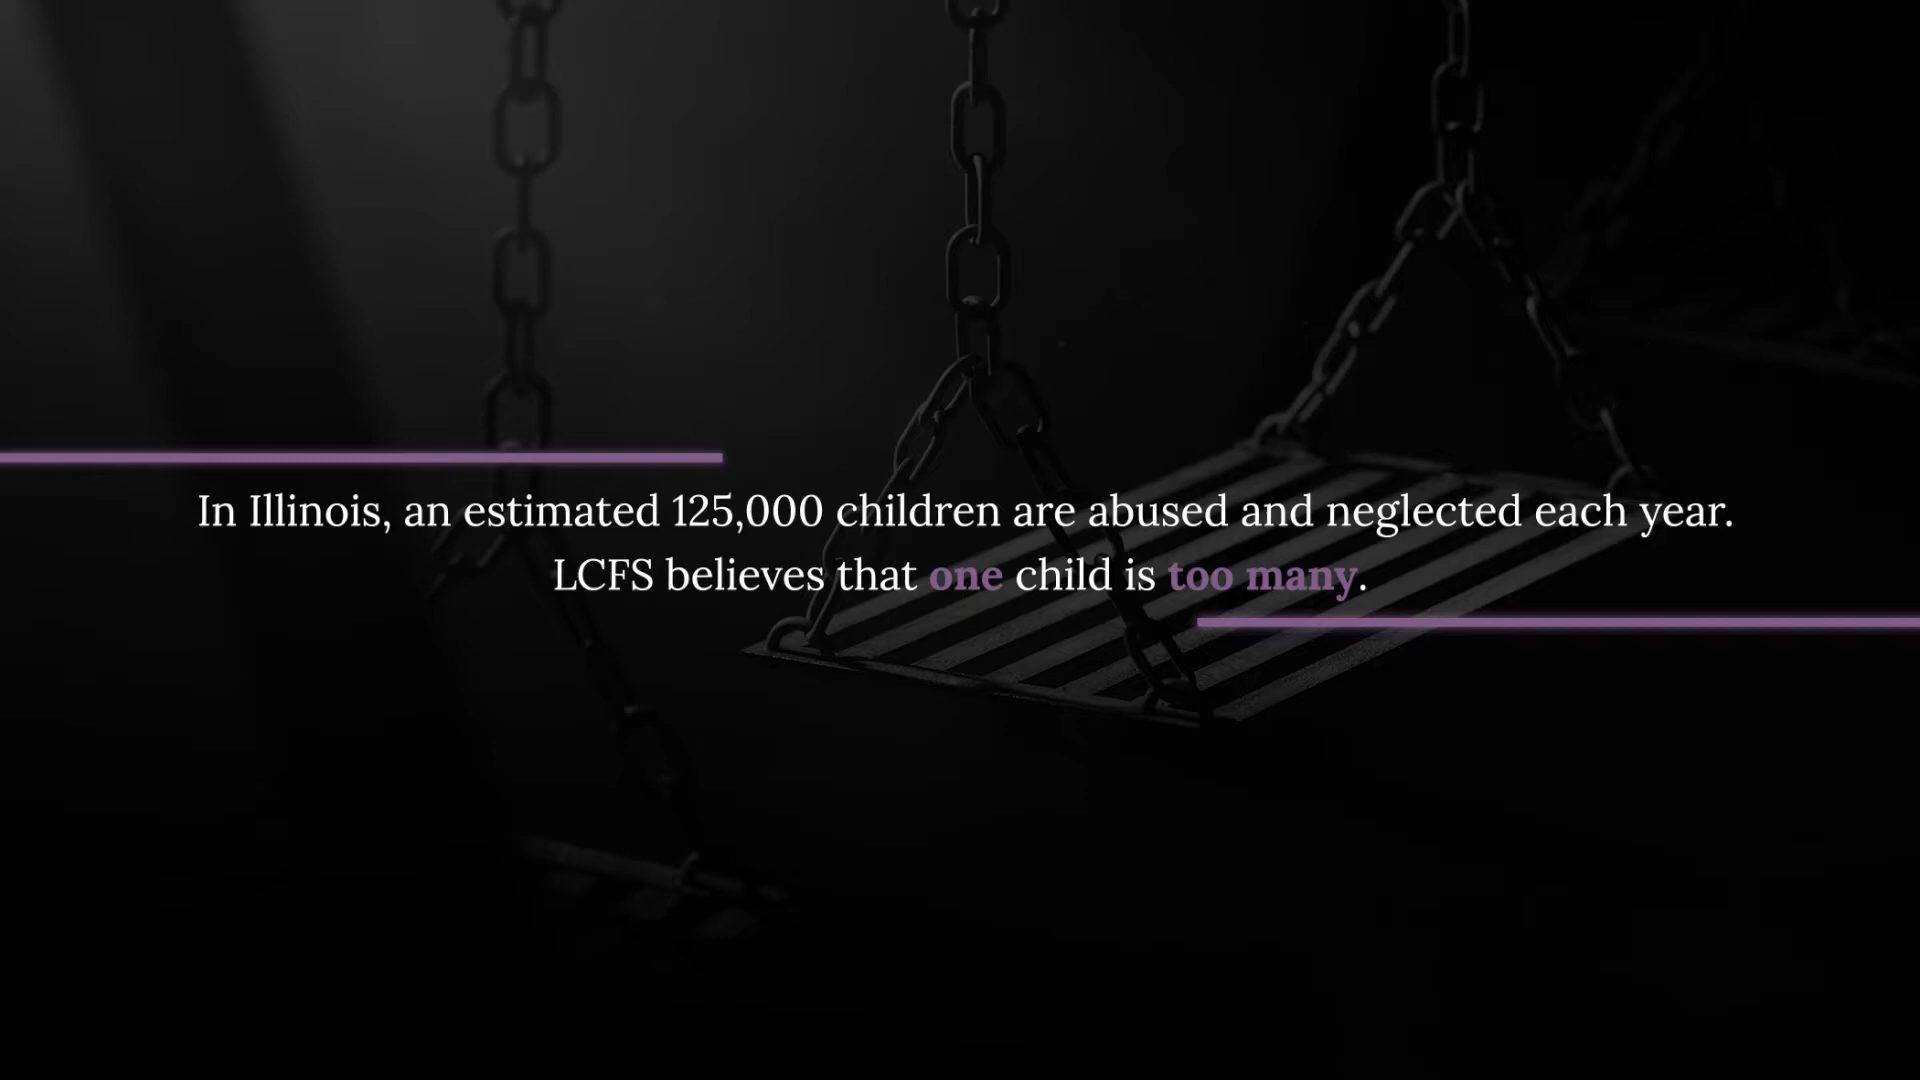 In Illinois, an estimated 125,000 children are abused and neglected each year.
LCFS believes that one child is too many.